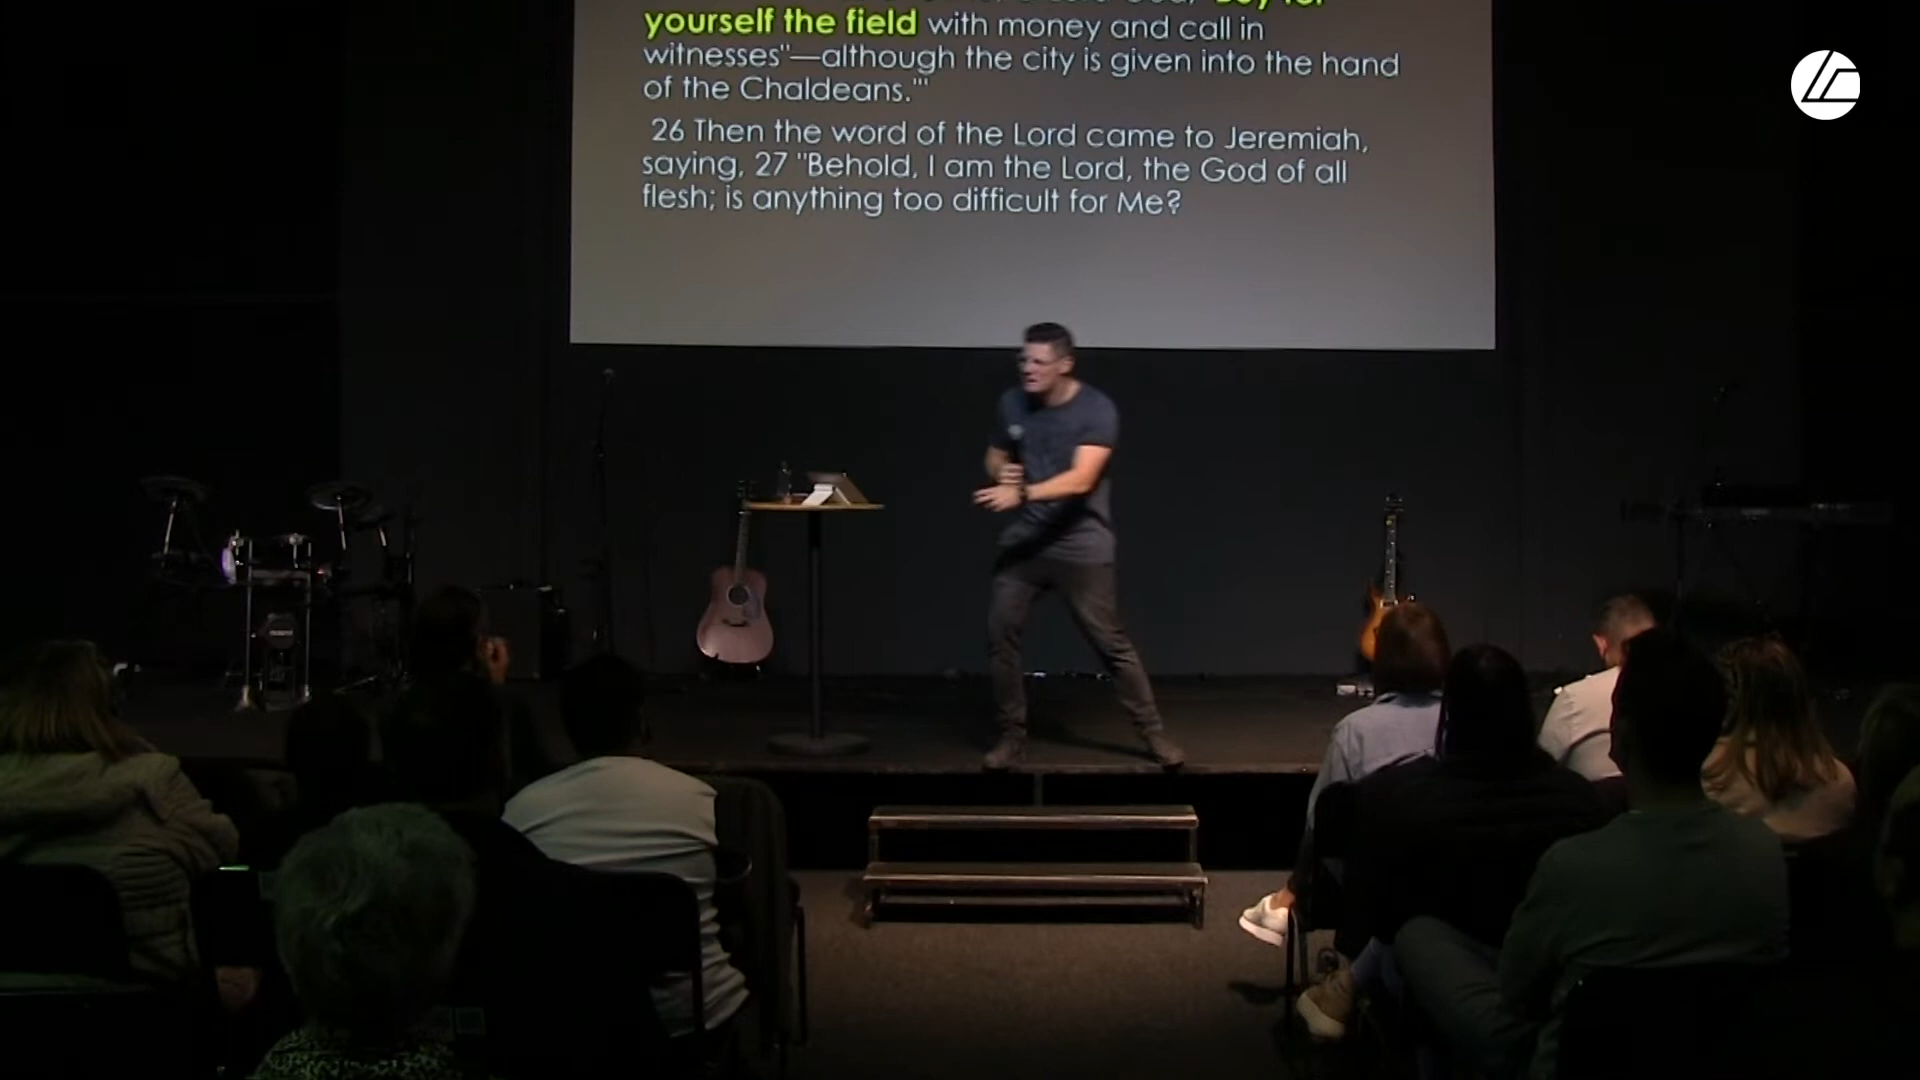 yourself the field with money and call in
witnesses"—although the city is given into the hand
of the Chaldeans.'"
26 Then the word of the Lord came to Jeremiah,
saying, 27 "Behold, I am the Lord, the God of all
flesh; is anything too difficult for Me?